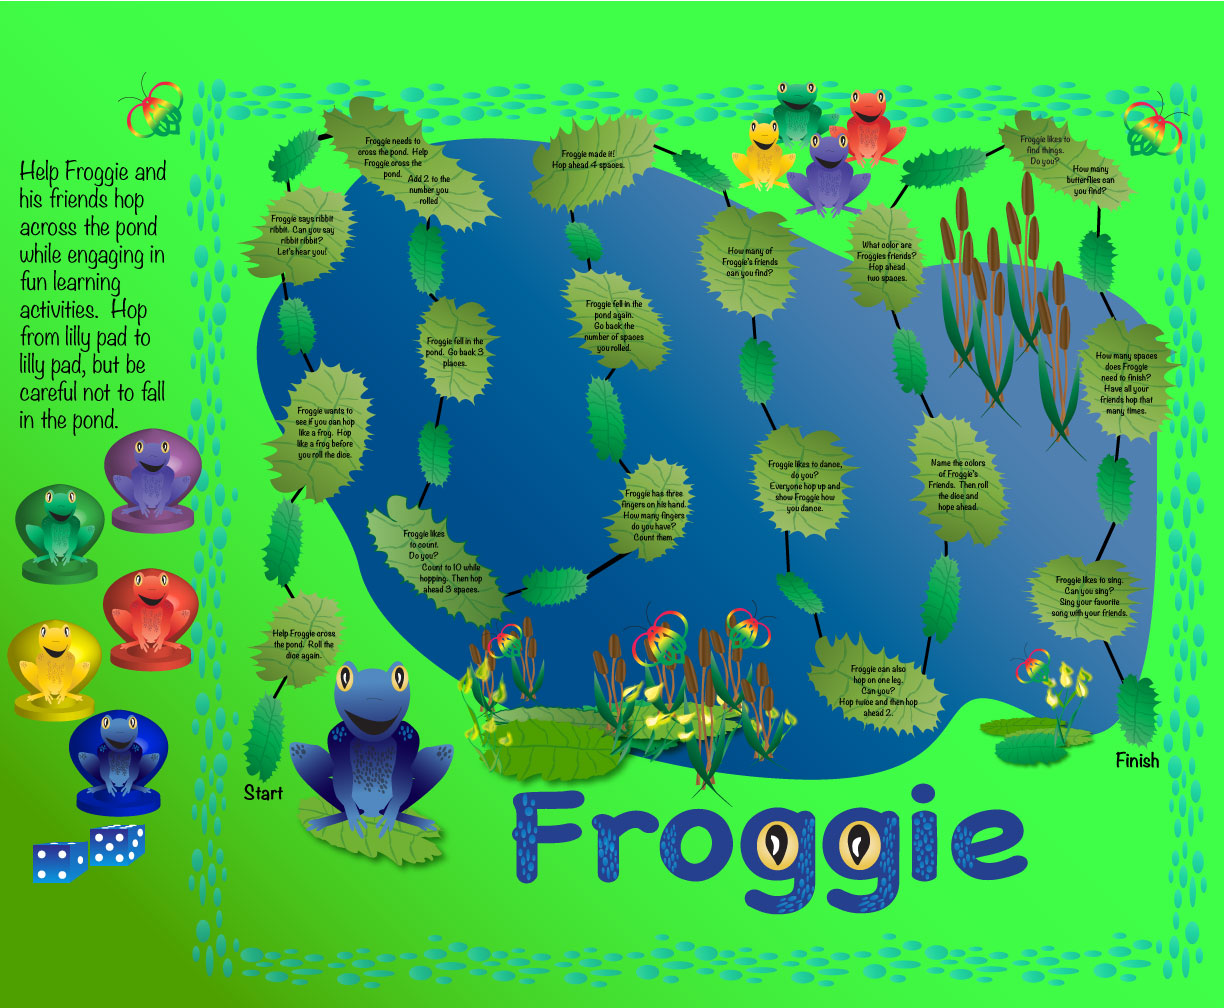 Help Froggie and
his friends hop
across the pond
while engaging in
fun learning
activities. Hop
from lilly pad to
lilly pad, but be
careful not to fall
in the pond.
Start
Help Froggie cross
the pond. Roll the
dice again.
Froggie wants to
see if you can hop
like a frog. Hop
like a frog before
you roll the dice.
Froggie says ribbit
ribbit. Can you say
ribbit ribbit?
Let's hear you!
Froggie needs to
cross the pond. Help
Froggie cross the
pond.
Add 2 to the
number you
rolled
Froggie fell in the
pond. Go back 3
places.
Froggie likes
to count.
Do you?
Count to 10 while
hopping. Then hop
ahead 3 spaces.
Froggie has three
fingers on his hand.
How many fingers
do you have?
Count them.
Froggie fell in the
pond again.
Go back the
number of spaces
you rolled.
Froggie made it!
Hop ahead 4 spaces.
How many of
Froggie's friends
can you find?
Froggie likes to dance,
do you?
Everyone hop up and
show Froggie how
you dance.
Froggie can also
hop on one leg.
Can you?
Hop twice and then hop
ahead 2.
Name the colors
of Froggie's
Friends. Then roll
the dice and
hope ahead.
What color are
Froggies friends?
Hop ahead
two spaces.
Froggie likes to
find things.
Do you?
How many
butterflies can
you find?
How many spaces
does Froggie
need to finish?
Have all your
friends hop that
many times.
Froggie likes to sing.
Can you sing?
Sing your favorite
song with your friends.
Finish
Froggie